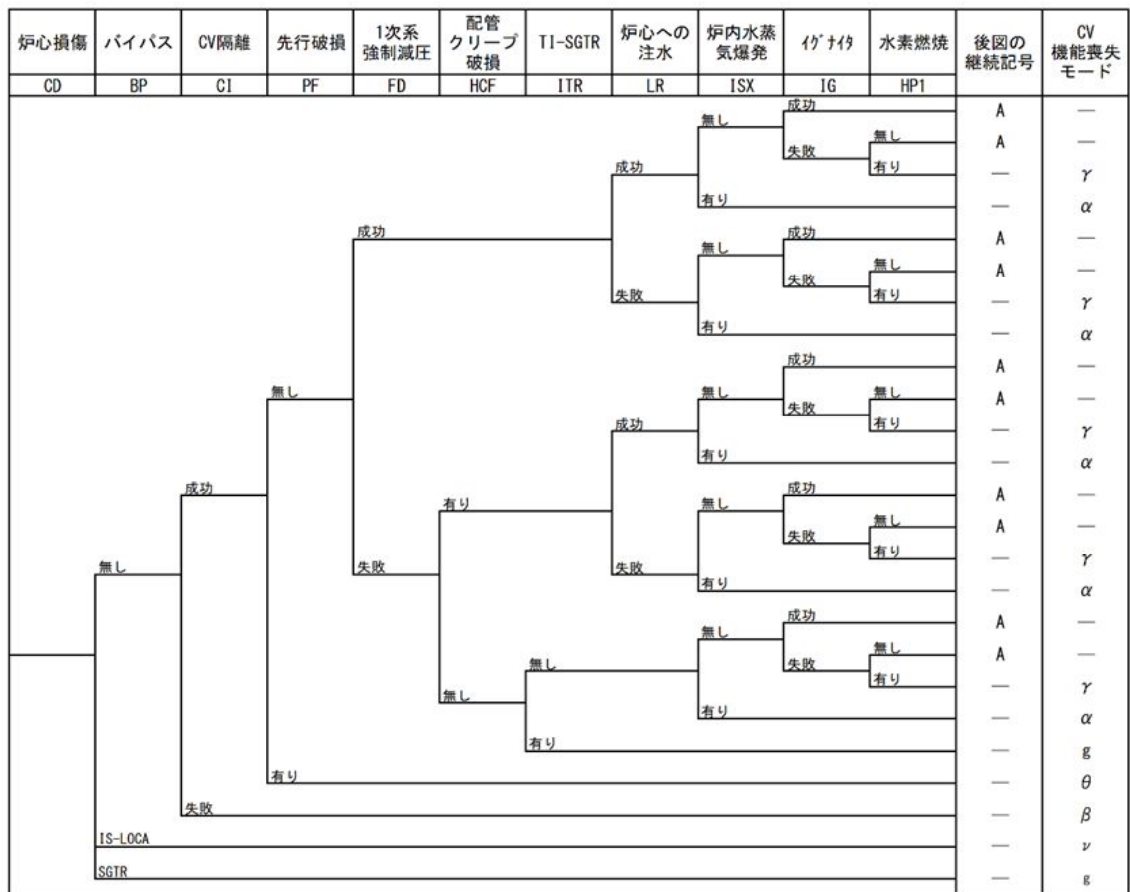 炉心損傷
バイパス
CV隔離
先行破損
1次系
強制減圧
配管
クリープ
破損
TI-SGTR
炉心への
注水
炉内水蒸
気爆発
ｲｸﾞﾅｲﾀ
水素燃焼
後図の
継続記号
CV
機能喪失
モード
CD
BP
CI
PF
FD
HCF
ITR
LR
ISX
IG
HP1
成功
A
―
無し
無し
A
―
失敗
成功
有り
―
γ
有り
―
α
成功
成功
A
―
無し
無し
A
―
失敗
失敗
有り
―
γ
有り
―
α
成功
A
―
無し
無し
無し
A
―
失敗
成功
有り
―
γ
有り
―
α
成功
有り
成功
A
―
無し
無し
A
―
失敗
無し
失敗
失敗
有り
―
γ
有り
―
α
成功
A
―
無し
無し
A
―
無し
失敗
有り
―
γ
無し
有り
―
α
有り
―
g
有り
―
θ
失敗
―
β
IS-LOCA
―
ν
SGTR
―
g